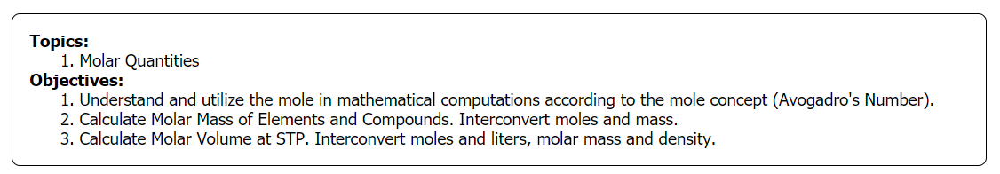 Topics:
1. Molar Quantities
Objectives:
1. Understand and utilize the mole in mathematical computations according to the mole concept (Avogadro's Number).
2. Calculate Molar Mass of Elements and Compounds. Interconvert moles and mass.
3. Calculate Molar Volume at STP. Interconvert moles and liters, molar mass and density.